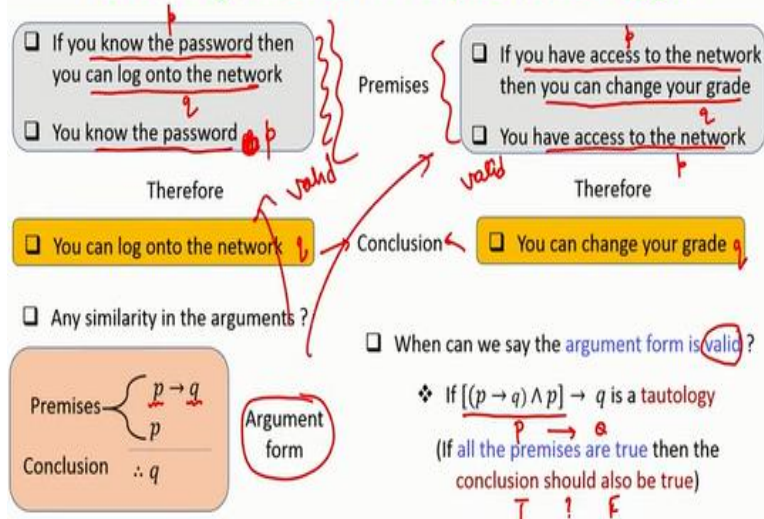 p
☐ If you know the password then
you can log onto the network
q
☐ You know the password p
Therefore
valid
☐ You can log onto the network q
Premises
Conclusion
p
☐ If you have access to the network
then you can change your grade
q
☐ You have access to the network
p
valid
Therefore
☐ You can change your grade q
☐ Any similarity in the arguments ?
Premises
p → q
p
Conclusion ∴ q
Argument
form
☐ When can we say the argument form is valid ?
❖ If [(p → q) ∧ p] → q is a tautology
P → Q
(If all the premises are true then the
conclusion should also be true)
T ? F